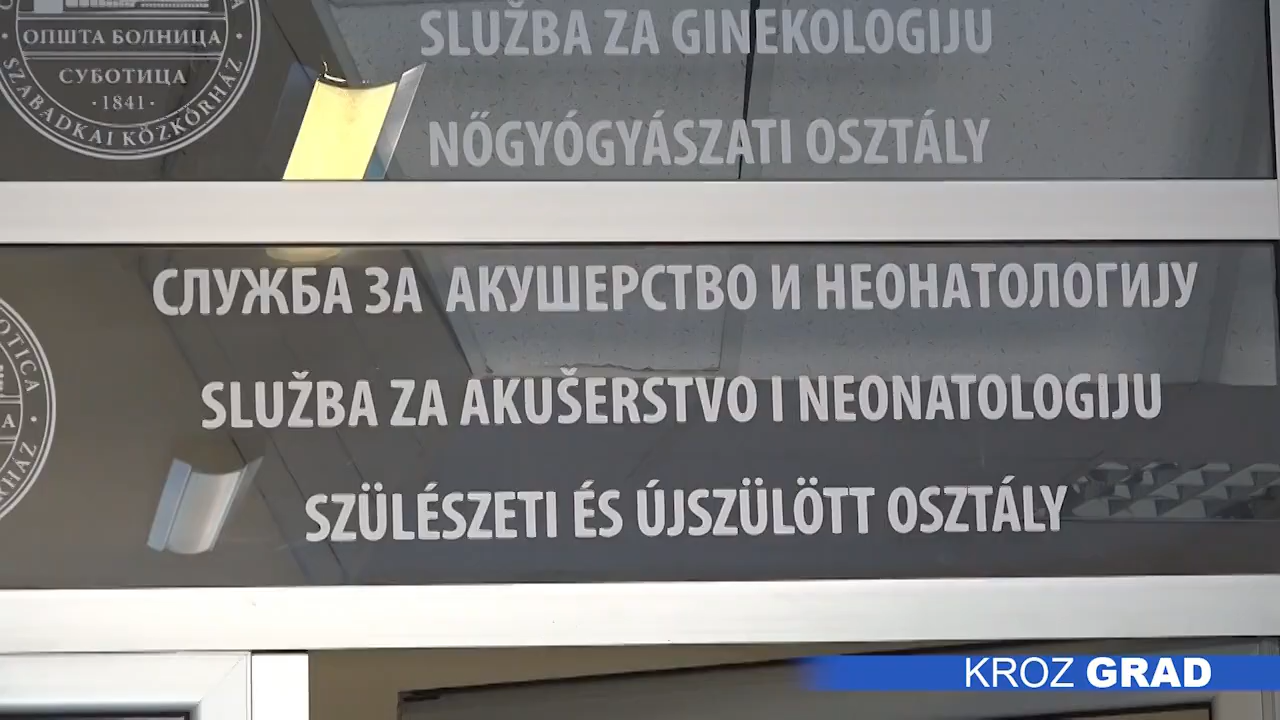 ОПШТА БОЛНИЦА
СУБОТИЦА
· 1841 ·
SZABADKAI KÖZKÓRHÁZ
SLUŽBA ZA GINEKOLOGIJU
NŐGYÓGYÁSZATI OSZTÁLY
СЛУЖБА ЗА АКУШЕРСТВО И НЕОНАТОЛОГИЈУ
SLUŽBA ZA AKUŠERSTVO I NEONATOLOGIJU
SZÜLÉSZETI ÉS ÚJSZÜLÖTT OSZTÁLY
KROZ GRAD